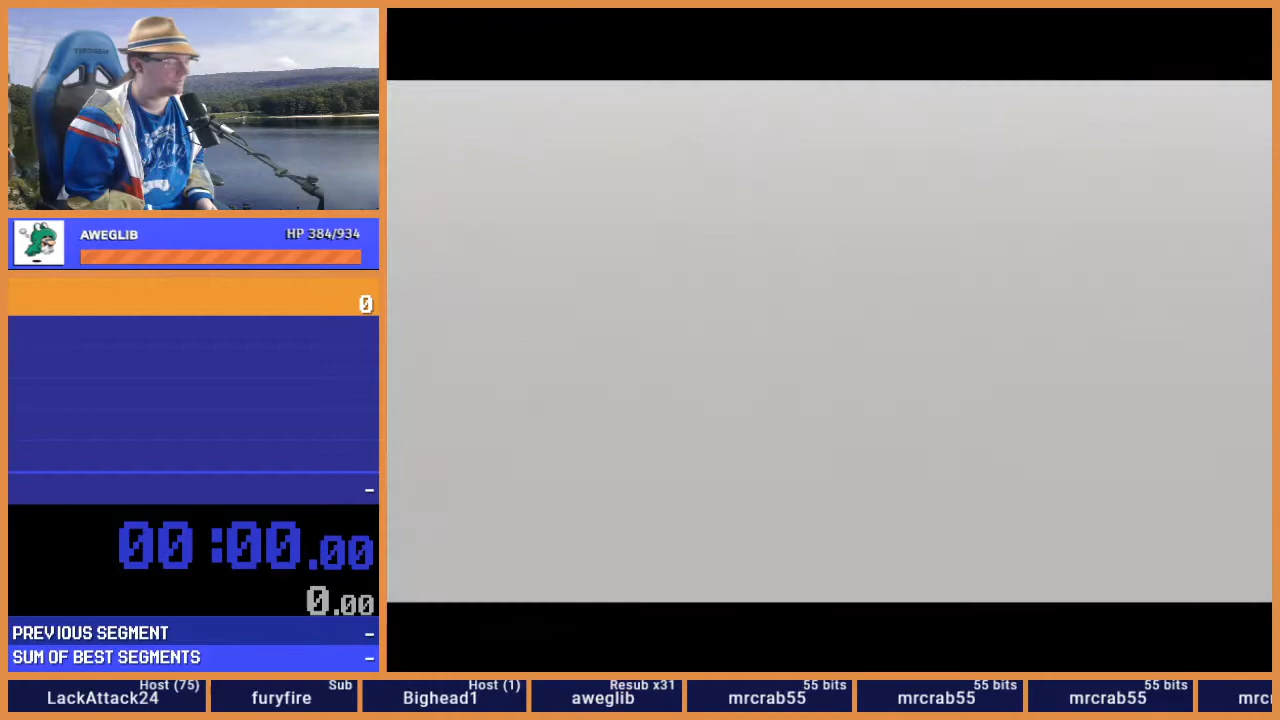 AWEGLIB HP 384/934
0
-
00:00.00
0.00
PREVIOUS SEGMENT -
SUM OF BEST SEGMENTS -
Host (75) Sub Host (1) Resub x31 55 bits 55 bits 55 bits
LackAttack24 furyfire Bighead1 aweglib mrcrab55 mrcrab55 mrcrab55 mrc